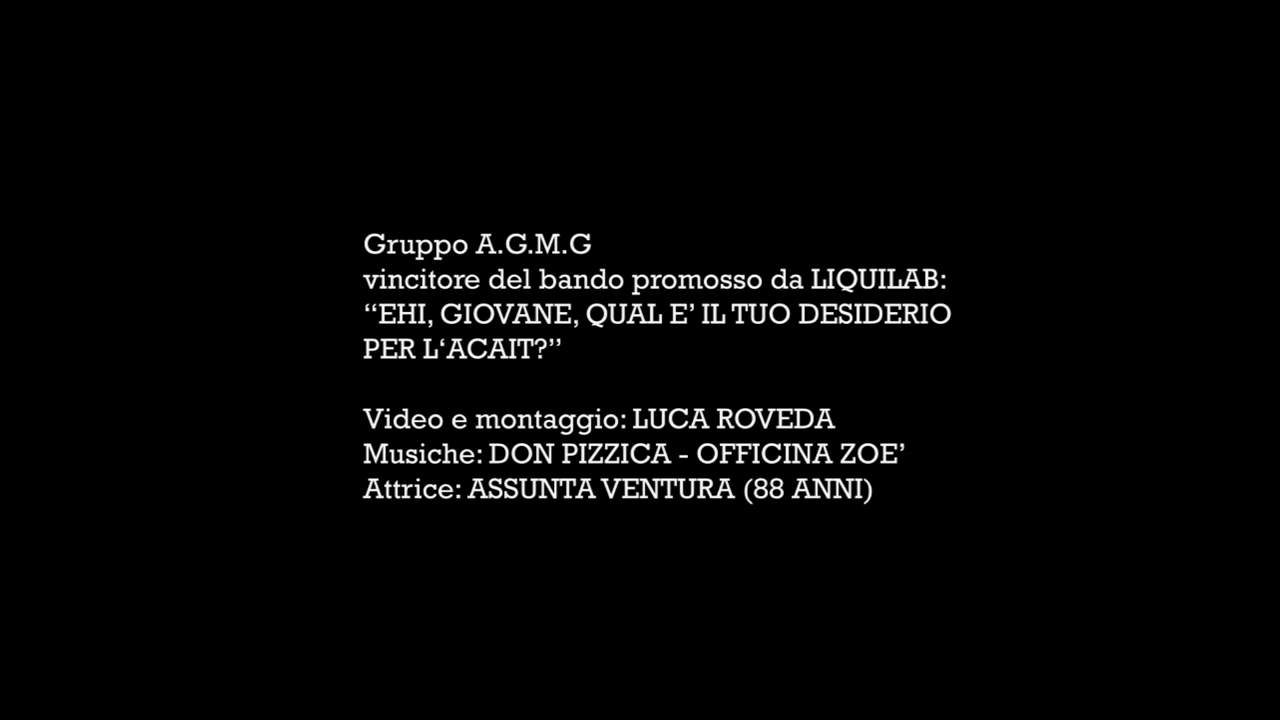 Gruppo A.G.M.G
vincitore del bando promosso da LIQUILAB:
“EHI, GIOVANE, QUAL E’ IL TUO DESIDERIO
PER L‘ACAIT?”
Video e montaggio: LUCA ROVEDA
Musiche: DON PIZZICA - OFFICINA ZOE’
Attrice: ASSUNTA VENTURA (88 ANNI)